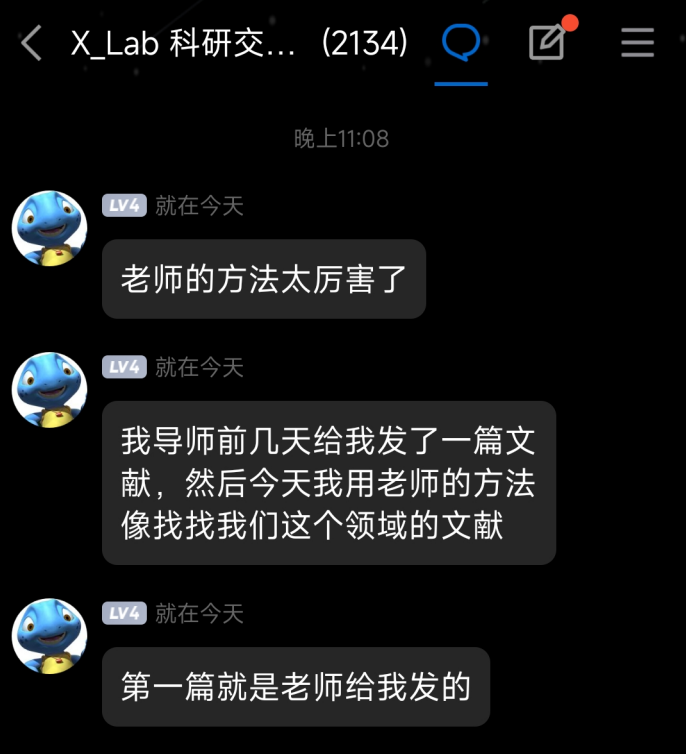 X_Lab 科研交... (2134)
晚上11:08
LV4 就在今天
老师的方法太厉害了
LV4 就在今天
我导师前几天给我发了一篇文
献，然后今天我用老师的方法
像找找我们这个领域的文献
LV4 就在今天
第一篇就是老师给我发的